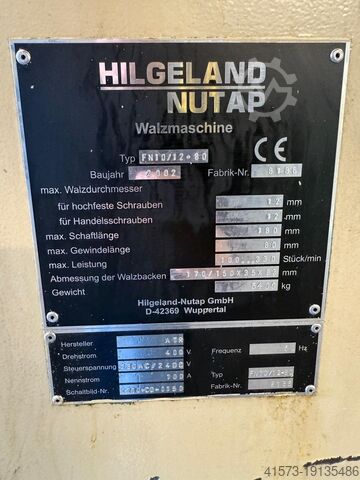 HILGELAND
NUTAP
Walzmaschine
Typ FN10/12-80 CE
Baujahr 2002 Fabrik-Nr.
max. Walzdurchmesser
für hochfeste Schrauben 12 mm
für Handelsschrauben 12 mm
max. Schaftlänge 180 mm
max. Gewindelänge 80 mm
max. Leistung Stück/min
Abmessung der Walzbacken mm
Gewicht kg
Hilgeland-Nutap GmbH
D-42369 Wuppertal
Hersteller ATR
Drehstrom 400 V Frequenz Hz
Steuerspannung V Typ
Nennstrom A Fabrik-Nr.
Schaltbild-Nr.
41573-19135486